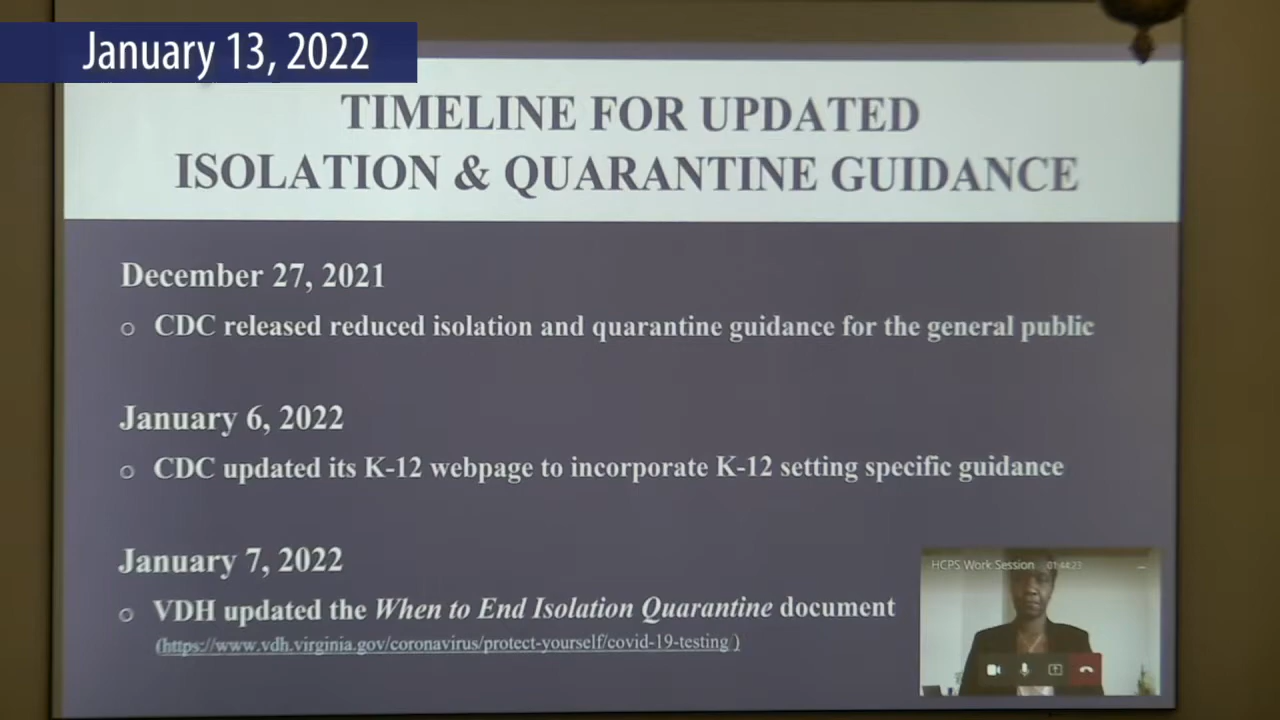 January 13, 2022
TIMELINE FOR UPDATED
ISOLATION & QUARANTINE GUIDANCE
December 27, 2021
o CDC released reduced isolation and quarantine guidance for the general public
January 6, 2022
o CDC updated its K-12 webpage to incorporate K-12 setting specific guidance
January 7, 2022
o VDH updated the When to End Isolation Quarantine document
(https://www.vdh.virginia.gov/coronavirus/protect-yourself/covid-19-testing/)
HCPS Work Session 01:44:23